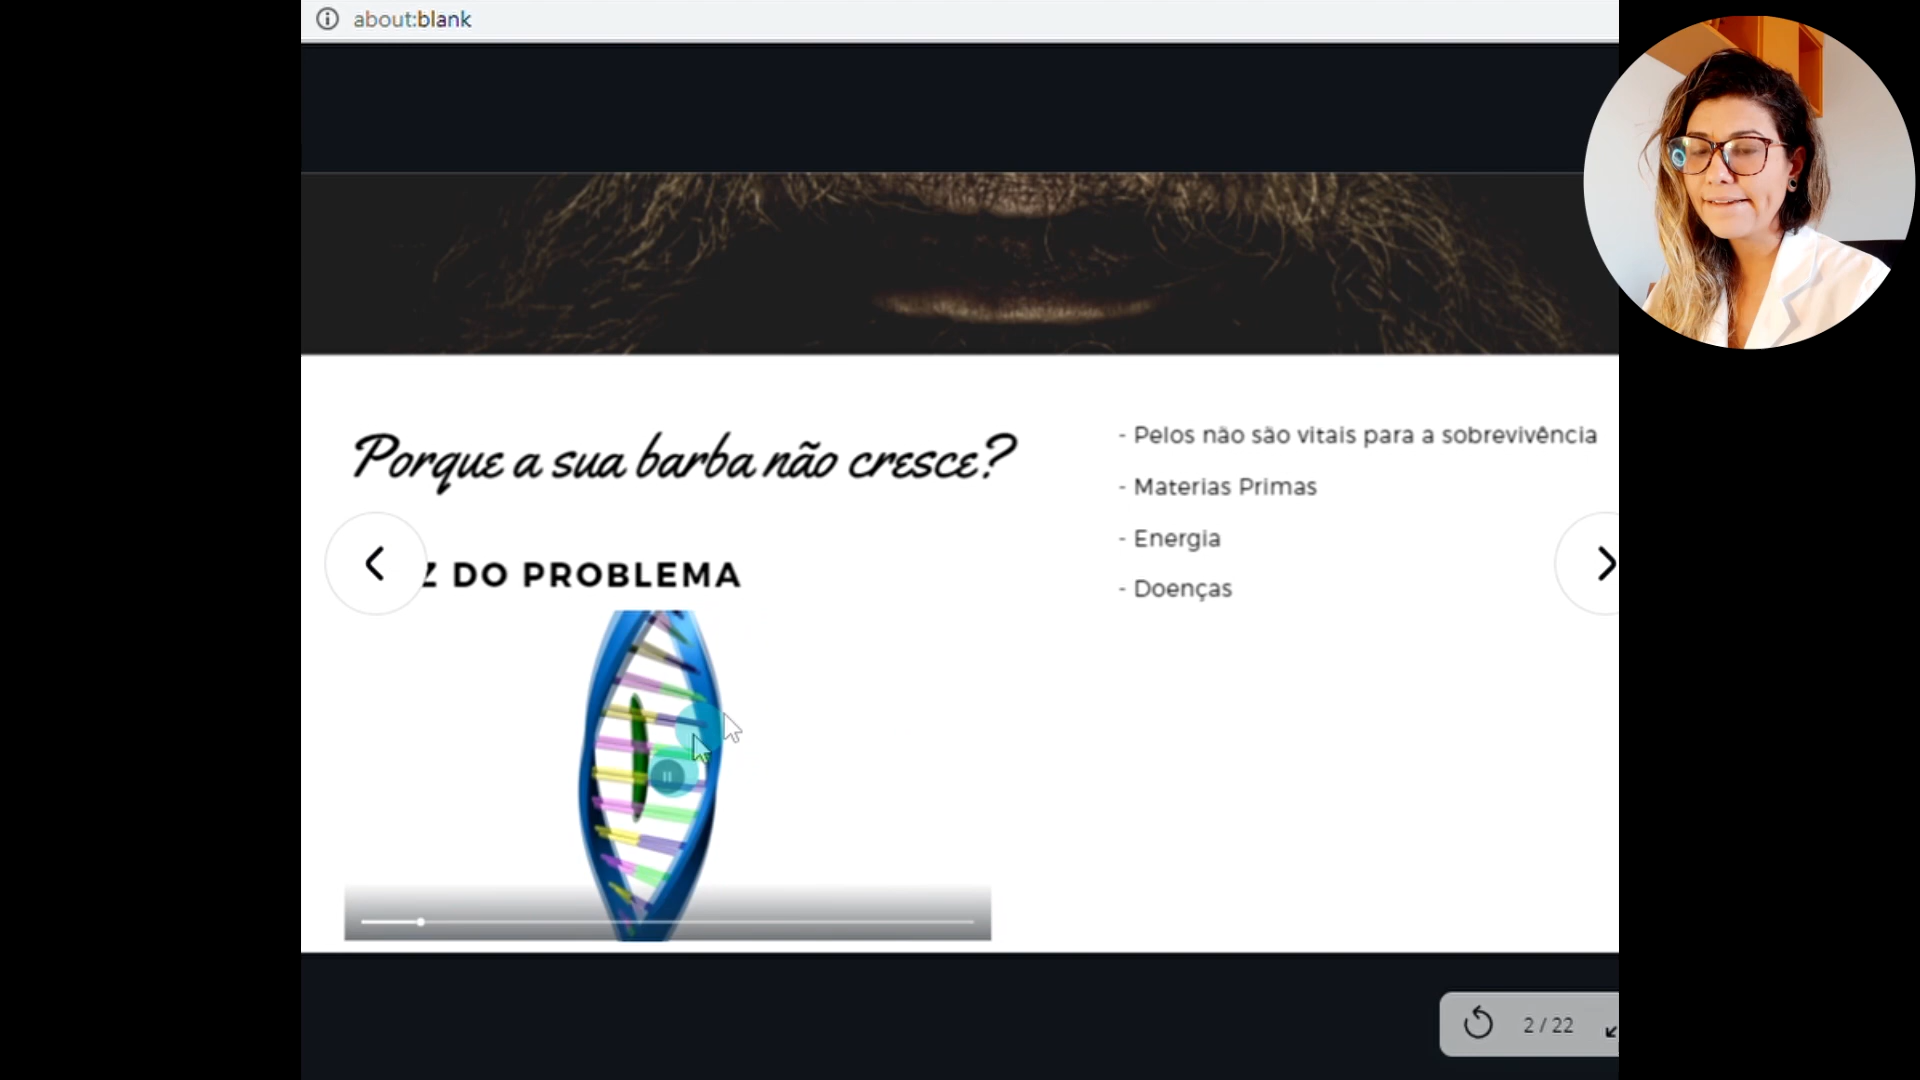 about:blank
Porque a sua barba não cresce?
Z DO PROBLEMA
- Pelos não são vitais para a sobrevivência
- Materias Primas
- Energia
- Doenças
2 / 22